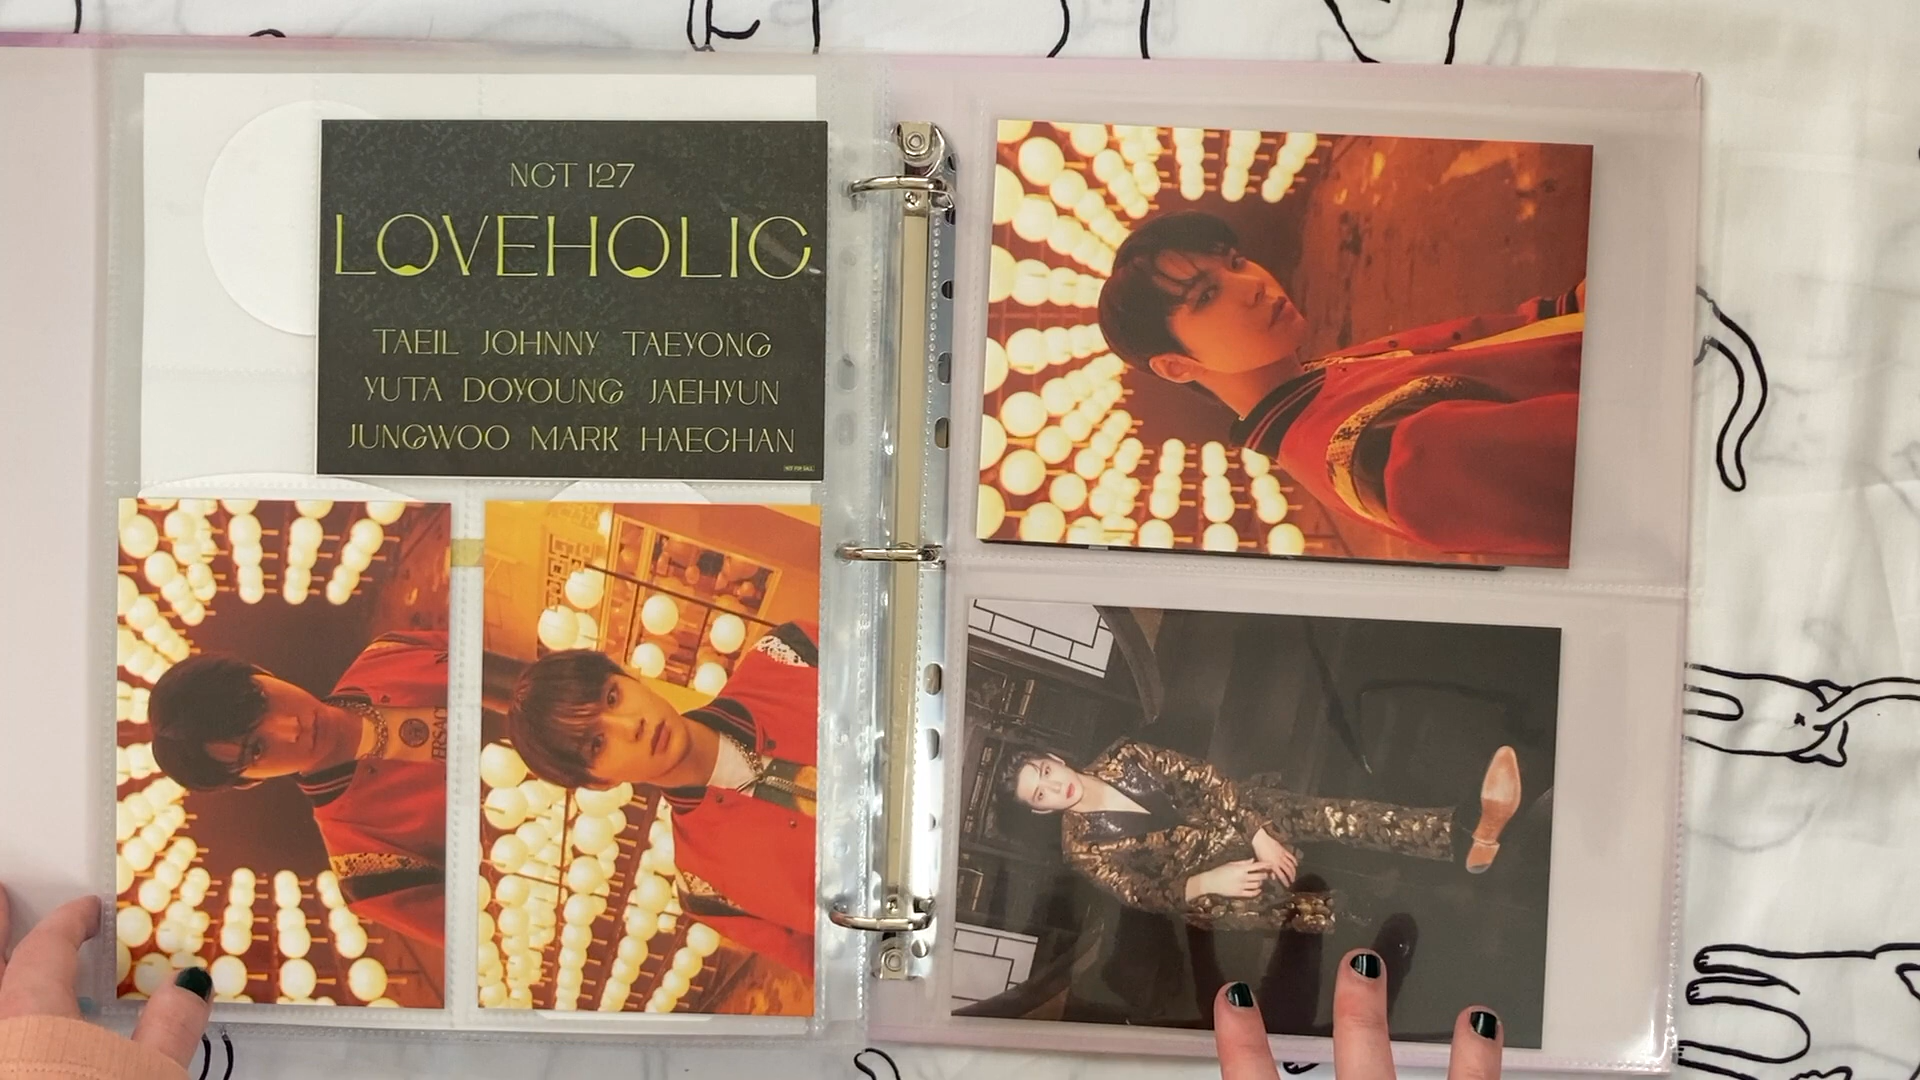 NCT 127
LOVEHOLIC
TAEIL JOHNNY TAEYONG
YUTA DOYOUNG JAEHYUN
JUNGWOO MARK HAECHAN
NOT FOR SALE